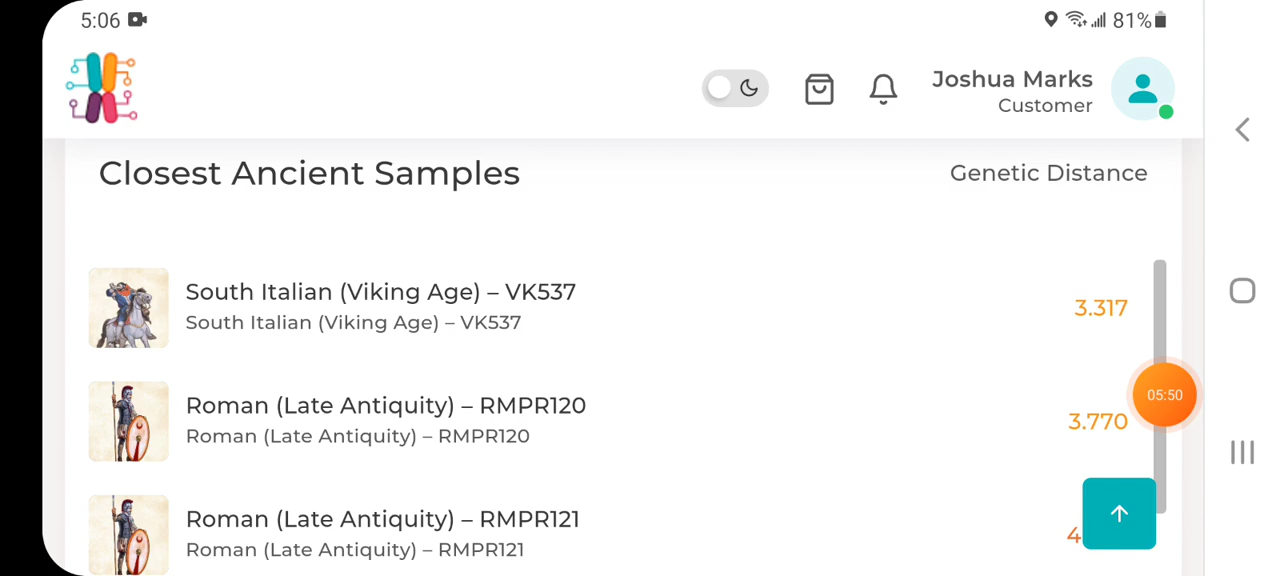 5:06 81%
Joshua Marks
Customer
Closest Ancient Samples Genetic Distance
South Italian (Viking Age) – VK537
South Italian (Viking Age) – VK537
3.317
Roman (Late Antiquity) – RMPR120
Roman (Late Antiquity) – RMPR120
3.770
05:50
Roman (Late Antiquity) – RMPR121
Roman (Late Antiquity) – RMPR121
4